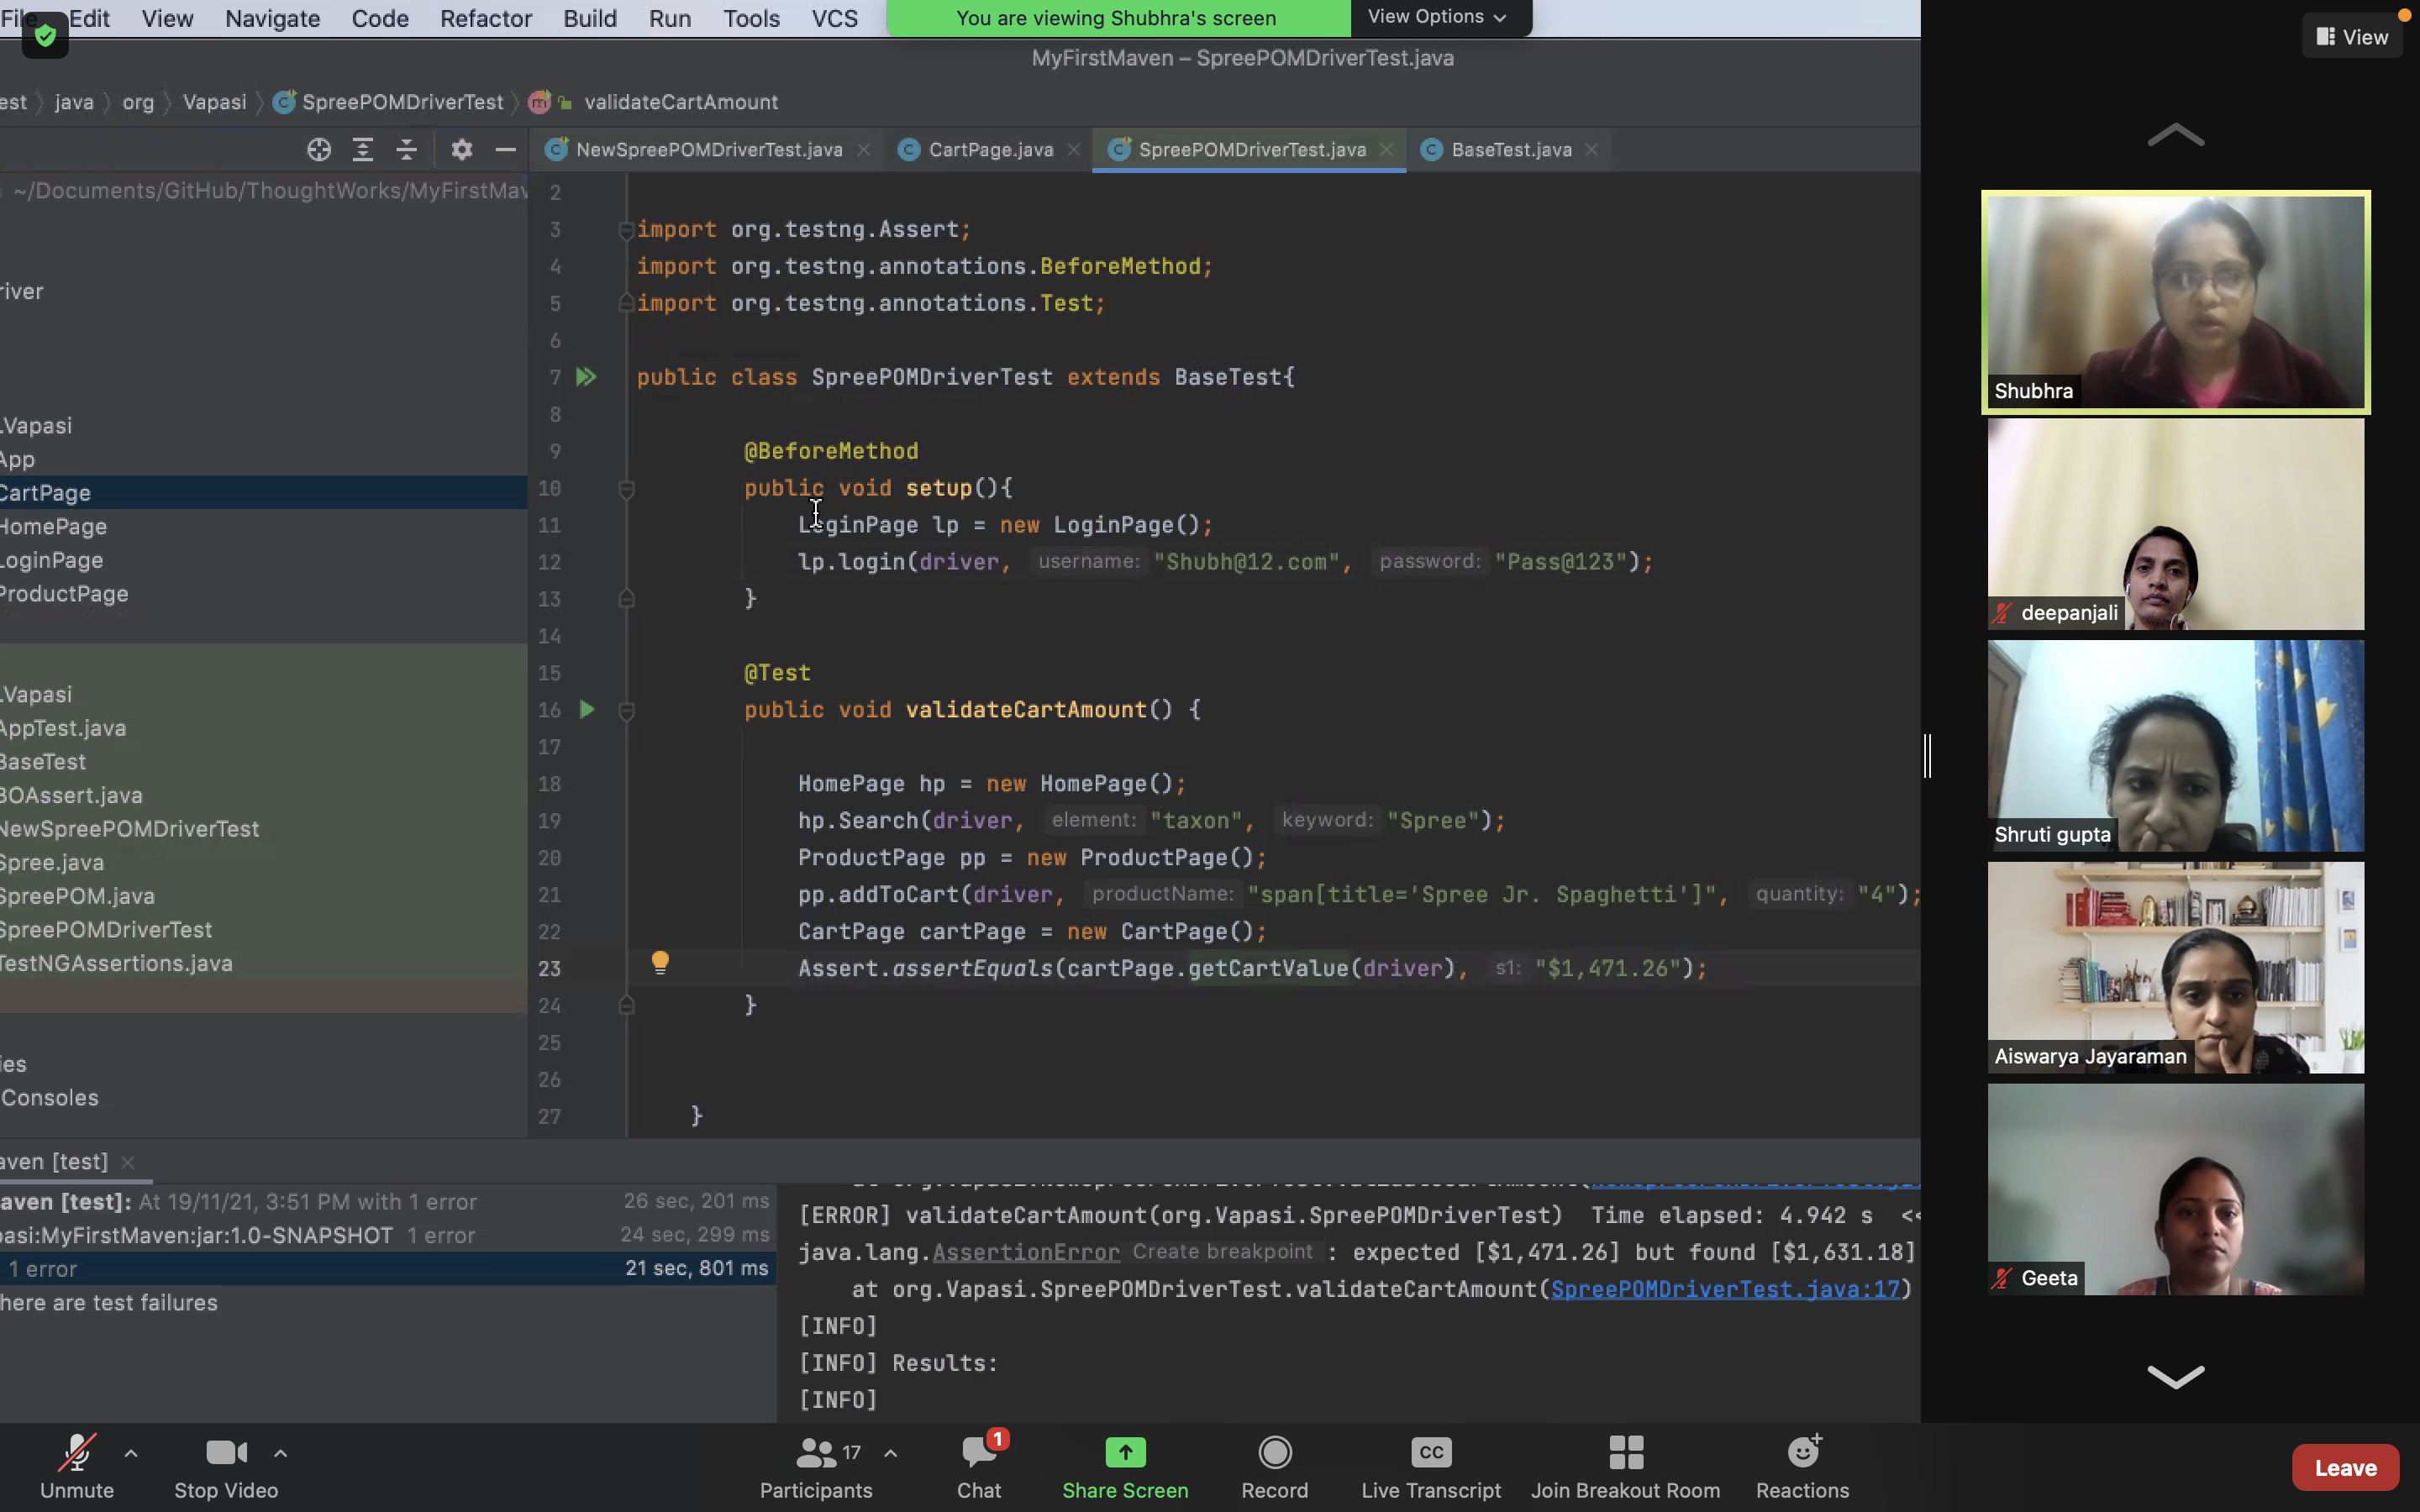 File Edit View Navigate Code Refactor Build Run Tools VCS
You are viewing Shubhra's screen View Options
View
MyFirstMaven – SpreePOMDriverTest.java
est java org Vapasi SpreePOMDriverTest m validateCartAmount
NewSpreePOMDriverTest.java CartPage.java SpreePOMDriverTest.java BaseTest.java
~/Documents/GitHub/ThoughtWorks/MyFirstMav
river
.Vapasi
App
CartPage
HomePage
LoginPage
ProductPage
.Vapasi
AppTest.java
BaseTest
BOAssert.java
NewSpreePOMDriverTest
Spree.java
SpreePOM.java
SpreePOMDriverTest
TestNGAssertions.java
ies
Consoles
2
3 import org.testng.Assert;
4 import org.testng.annotations.BeforeMethod;
5 import org.testng.annotations.Test;
6
7 public class SpreePOMDriverTest extends BaseTest{
8
9 @BeforeMethod
10 public void setup(){
11 LoginPage lp = new LoginPage();
12 lp.login(driver, username: "Shubh@12.com", password: "Pass@123");
13 }
14
15 @Test
16 public void validateCartAmount() {
17
18 HomePage hp = new HomePage();
19 hp.Search(driver, element: "taxon", keyword: "Spree");
20 ProductPage pp = new ProductPage();
21 pp.addToCart(driver, productName: "span[title='Spree Jr. Spaghetti']", quantity: "4");
22 CartPage cartPage = new CartPage();
23 Assert.assertEquals(cartPage.getCartValue(driver), s1: "$1,471.26");
24 }
25
26
27 }
aven [test]
aven [test]: At 19/11/21, 3:51 PM with 1 error 26 sec, 201 ms
pasi:MyFirstMaven:jar:1.0-SNAPSHOT 1 error 24 sec, 299 ms
1 error 21 sec, 801 ms
here are test failures
[ERROR] validateCartAmount(org.Vapasi.SpreePOMDriverTest) Time elapsed: 4.942 s <<
java.lang.AssertionError Create breakpoint : expected [$1,471.26] but found [$1,631.18]
at org.Vapasi.SpreePOMDriverTest.validateCartAmount(SpreePOMDriverTest.java:17)
[INFO]
[INFO] Results:
[INFO]
Shubhra
deepanjali
Shruti gupta
Aiswarya Jayaraman
Geeta
17
1
CC
Unmute Stop Video Participants Chat Share Screen Record Live Transcript Join Breakout Room Reactions
Leave